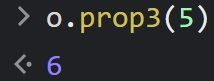 > o.prop3(5)
< 6